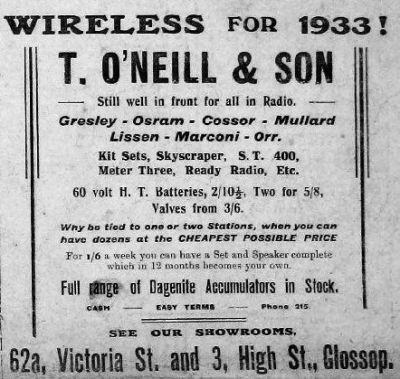 WIRELESS FOR 1933!
T. O'NEILL & SON
Still well in front for all in Radio.
Gresley - Osram - Cossor - Mullard
Lissen - Marconi - Orr.
Kit Sets, Skyscraper, S. T. 400,
Meter Three, Ready Radio, Etc.
60 volt H. T. Batteries, 2/10½, Two for 5/8,
Valves from 3/6.
Why be tied to one or two Stations, when you can
have dozens at the CHEAPEST POSSIBLE PRICE
For 1/6 a week you can have a Set and Speaker complete
which in 12 months becomes your own.
Full range of Dagenite Accumulators in Stock.
CASH — EASY TERMS — Phone 215.
SEE OUR SHOWROOMS,
62a, Victoria St. and 3, High St., Glossop.